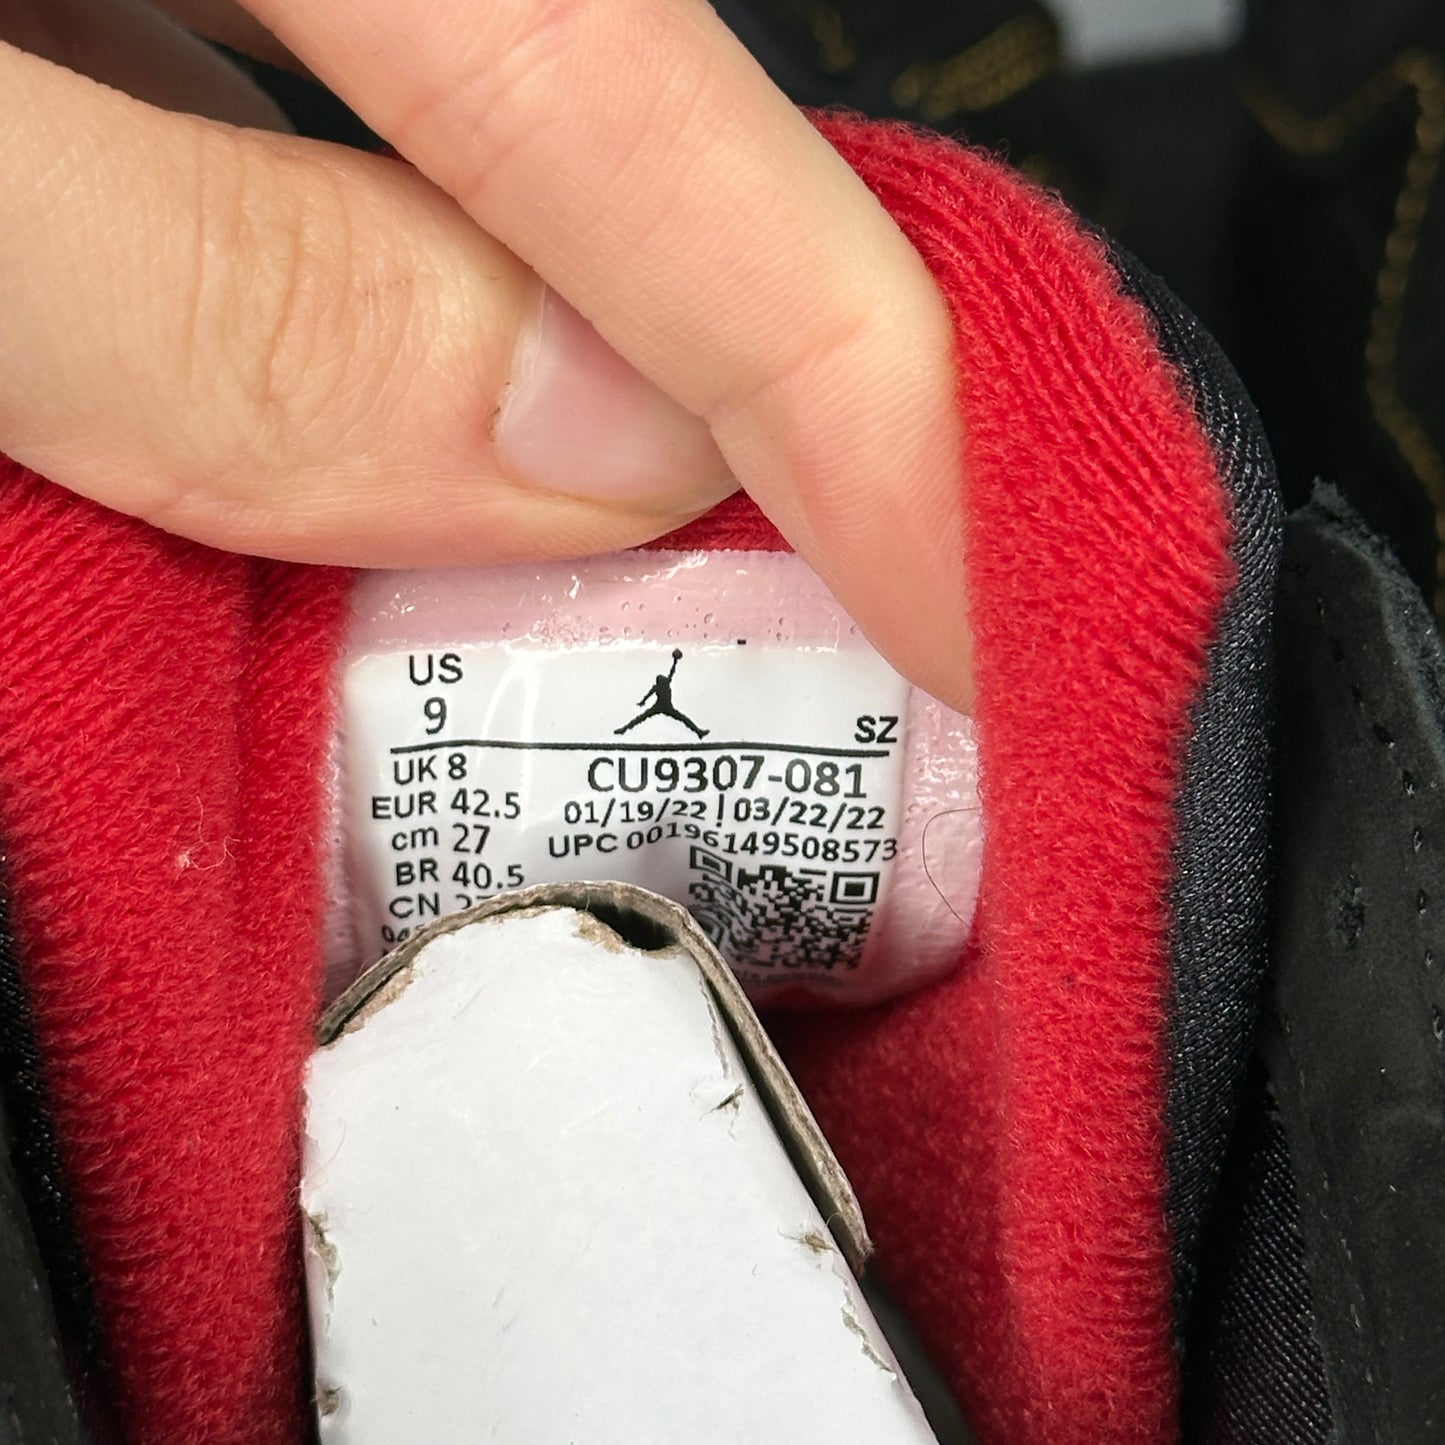 US
9
SZ
UK 8
CU9307-081
EUR 42.5
01/19/22 | 03/22/22
cm 27
UPC 00196149508573
BR 40.5
CN